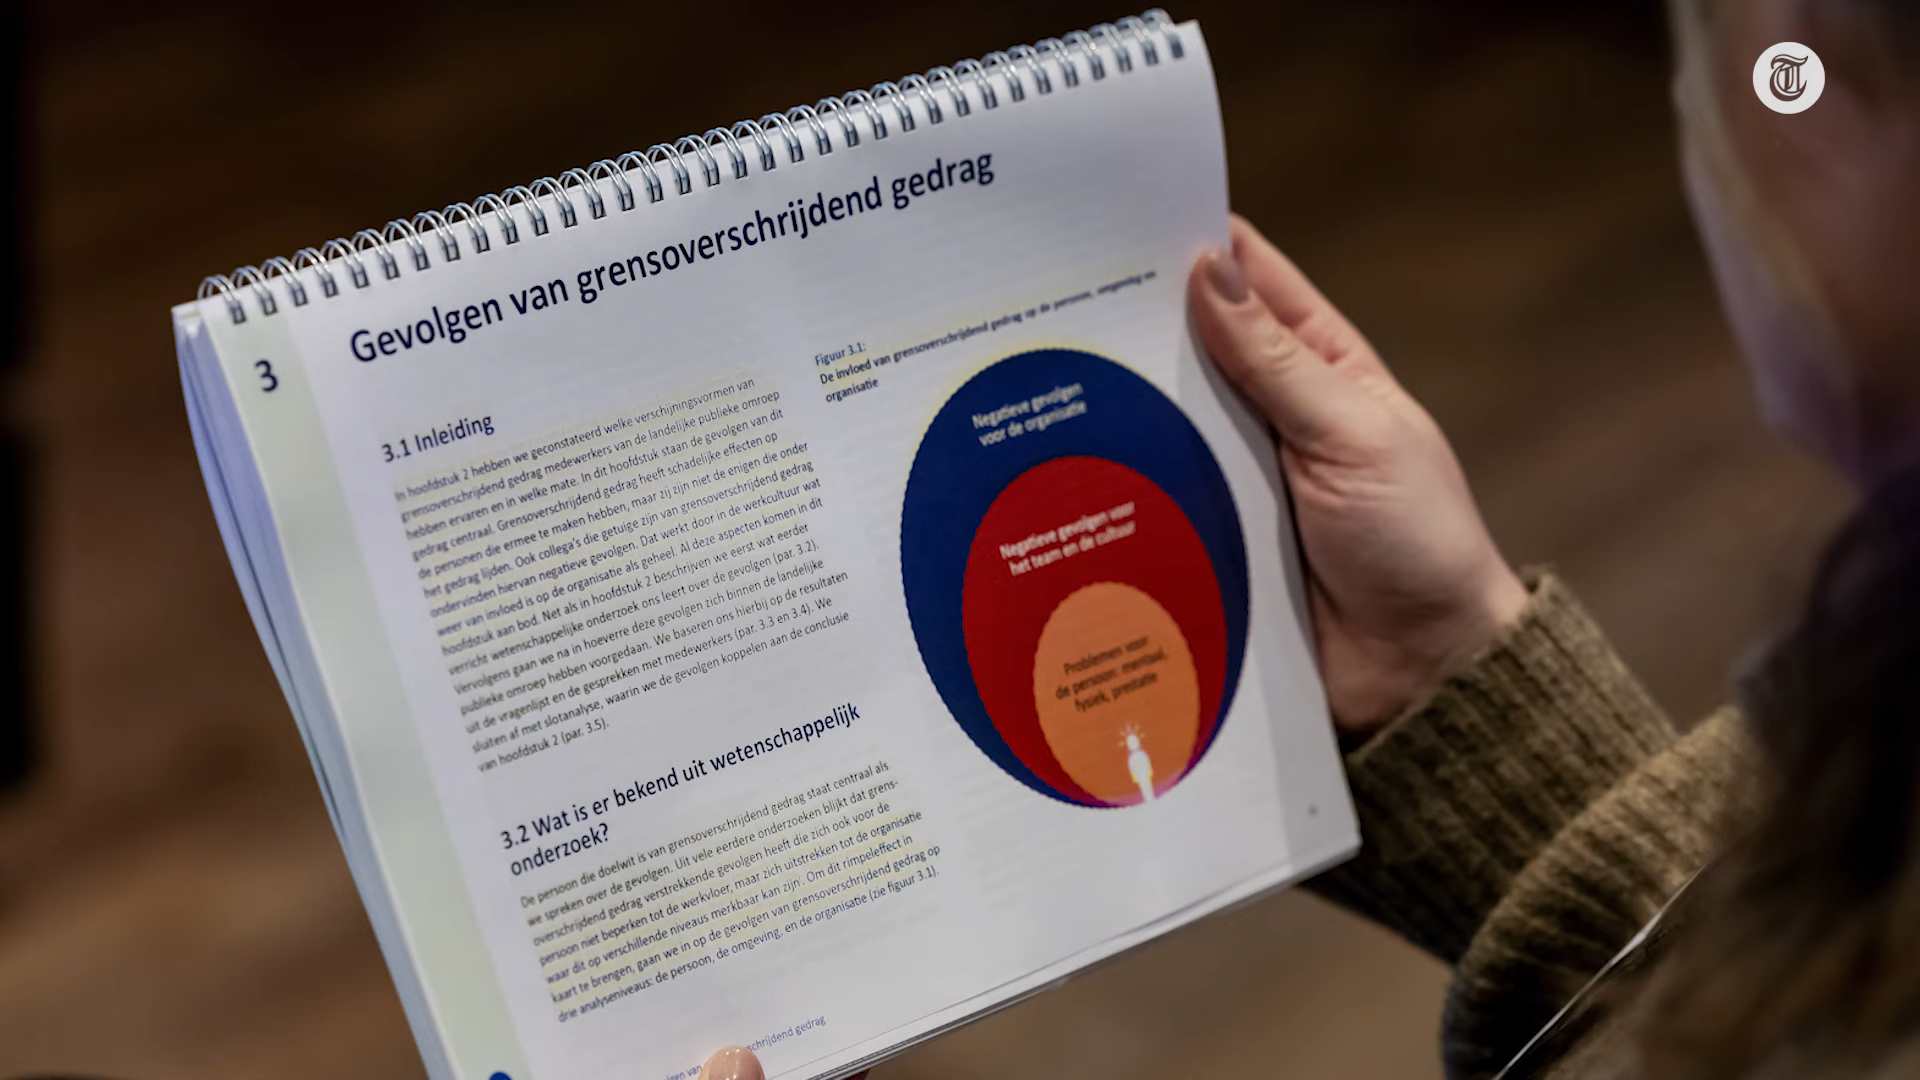 T
Gevolgen van grensoverschrijdend gedrag
3
3.1 Inleiding
In hoofdstuk 2 hebben we geconstateerd welke verschijningsvormen van
grensoverschrijdend gedrag medewerkers van de landelijke publieke omroep
hebben ervaren en in welke mate. In dit hoofdstuk staan de gevolgen van dit
gedrag centraal. Grensoverschrijdend gedrag heeft schadelijke effecten op
de personen die ermee te maken hebben, maar zij zijn niet de enigen die onder
het gedrag lijden. Ook collega's die getuige zijn van grensoverschrijdend gedrag
ondervinden hiervan negatieve gevolgen. Dat werkt door in de werkcultuur wat
weer van invloed is op de organisatie als geheel. Al deze aspecten komen in dit
hoofdstuk aan bod. Net als in hoofdstuk 2 beschrijven we eerst wat eerder
verricht wetenschappelijke onderzoek ons leert over de gevolgen (par. 3.2).
Vervolgens gaan we na in hoeverre deze gevolgen zich binnen de landelijke
publieke omroep hebben voorgedaan. We baseren ons hierbij op de resultaten
uit de vragenlijst en de gesprekken met medewerkers (par. 3.3 en 3.4). We
sluiten af met slotanalyse, waarin we de gevolgen koppelen aan de conclusie
van hoofdstuk 2 (par. 3.5).
3.2 Wat is er bekend uit wetenschappelijk
onderzoek?
De persoon die doelwit is van grensoverschrijdend gedrag staat centraal als
we spreken over de gevolgen. Uit vele eerdere onderzoeken blijkt dat grens-
overschrijdend gedrag verstrekkende gevolgen heeft die zich ook voor de
persoon niet beperken tot de werkvloer, maar zich uitstrekken tot de organisatie
waar dit op verschillende niveaus merkbaar kan zijn. Om dit rimpeleffect in
kaart te brengen, gaan we in op de gevolgen van grensoverschrijdend gedrag op
drie analyseniveaus: de persoon, de omgeving, en de organisatie (zie figuur 3.1).
Figuur 3.1:
De invloed van grensoverschrijdend gedrag op de persoon, omgeving en
organisatie
Negatieve gevolgen
voor de organisatie
Negatieve gevolgen voor
het team en de cultuur
Problemen voor
de persoon: mentaal,
fysiek, prestatie
schrijdend gedrag